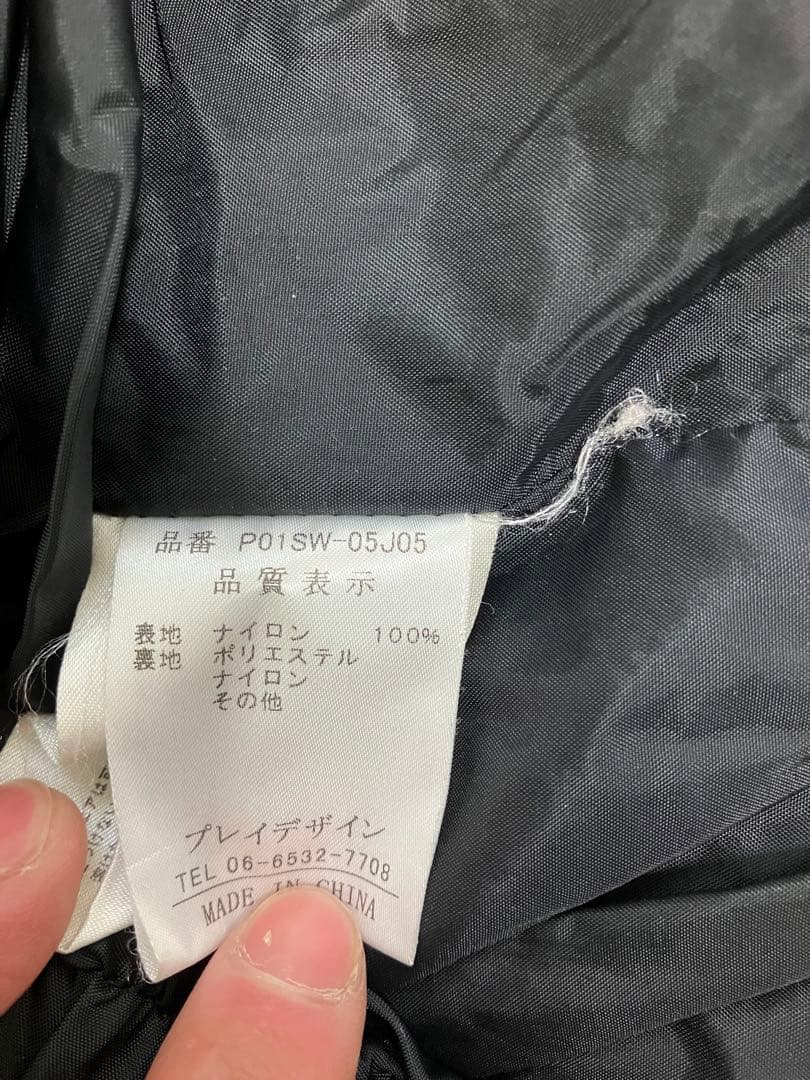 品番 P01SW-05J05
品質表示
表地 ナイロン 100%
裏地 ポリエステル
ナイロン
その他
プレイデザイン
TEL 06-6532-7708
MADE IN CHINA